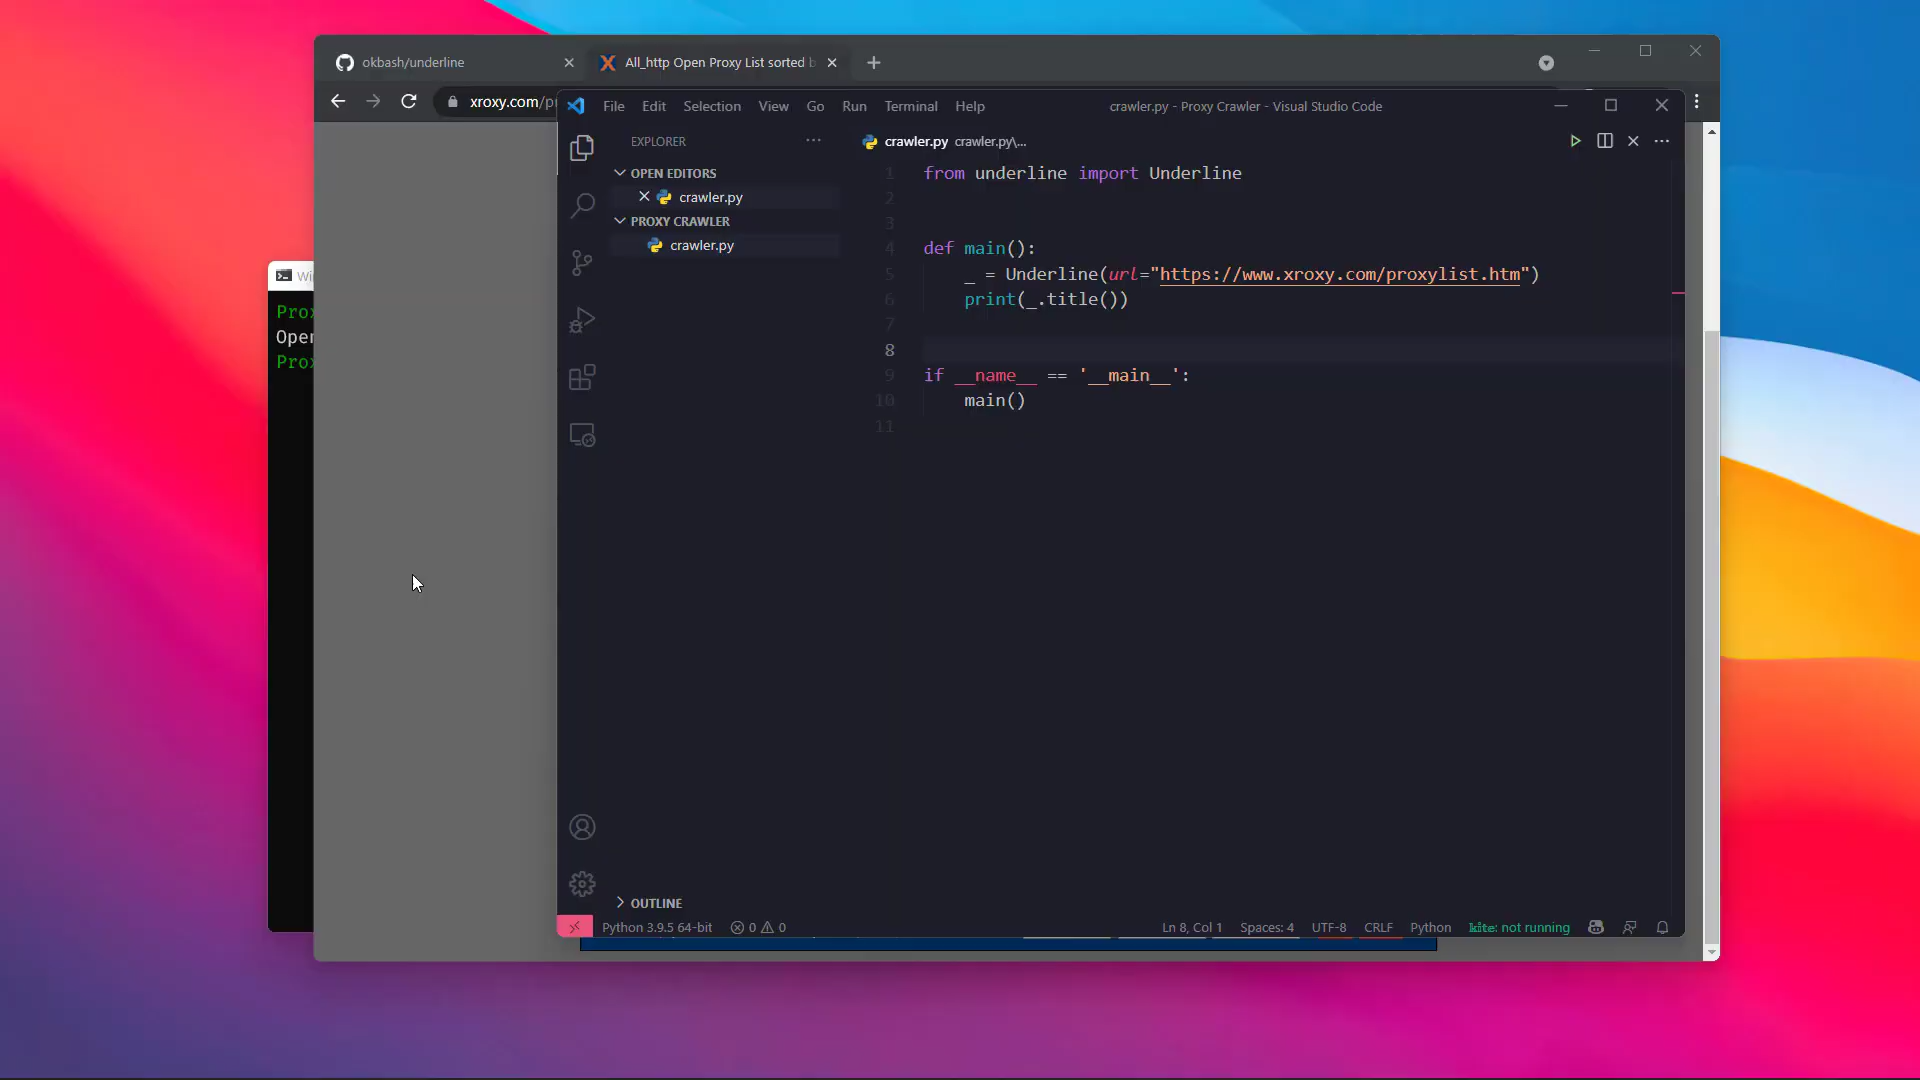 okbash/underline
All_http Open Proxy List sorted b
xroxy.com/p
File Edit Selection View Go Run Terminal Help
crawler.py - Proxy Crawler - Visual Studio Code
EXPLORER
crawler.py crawler.py\...
OPEN EDITORS
crawler.py
PROXY CRAWLER
crawler.py
1 from underline import Underline
2
3
4 def main():
5 _ = Underline(url="https://www.xroxy.com/proxylist.htm")
6 print(_.title())
7
8
9 if __name__ == '__main__':
10 main()
11
Wi
Prox
Open
Prox
OUTLINE
Python 3.9.5 64-bit 0 0 Ln 8, Col 1 Spaces: 4 UTF-8 CRLF Python kite: not running